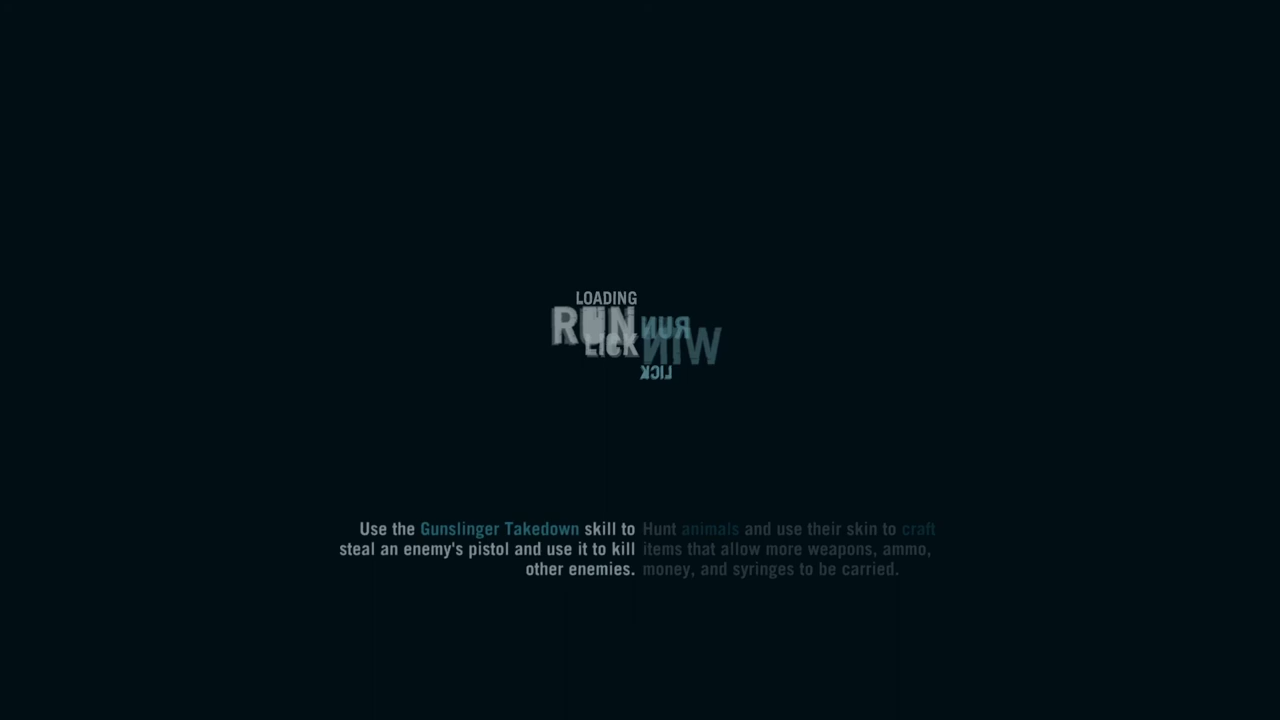 LOADING
RUN
LICK
RUN
WIN
LICK
Use the Gunslinger Takedown skill to
steal an enemy's pistol and use it to kill
other enemies.
Hunt animals and use their skin to craft
items that allow more weapons, ammo,
money, and syringes to be carried.